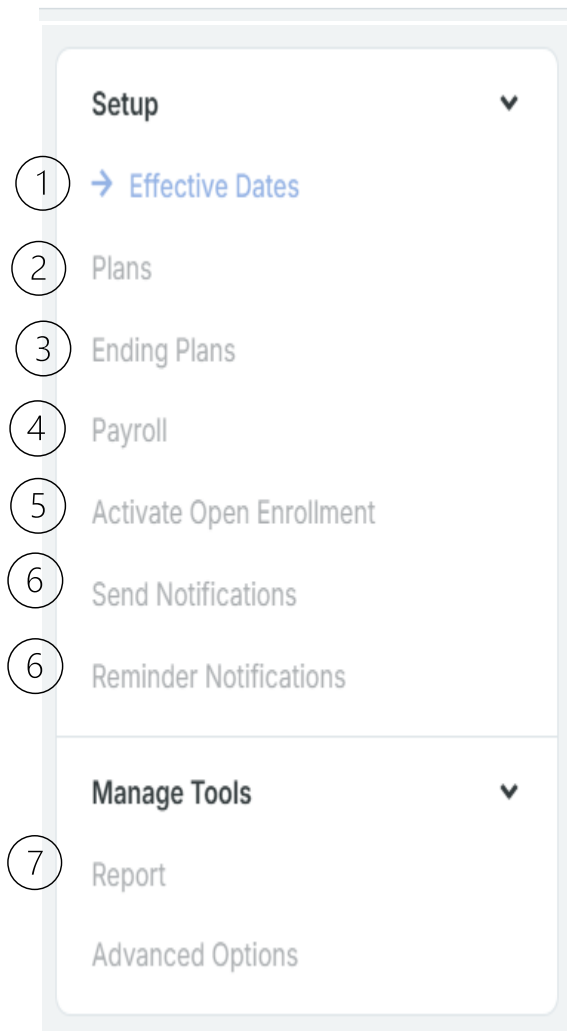 Setup
1 → Effective Dates
2 Plans
3 Ending Plans
4 Payroll
5 Activate Open Enrollment
6 Send Notifications
6 Reminder Notifications
Manage Tools
7 Report
Advanced Options